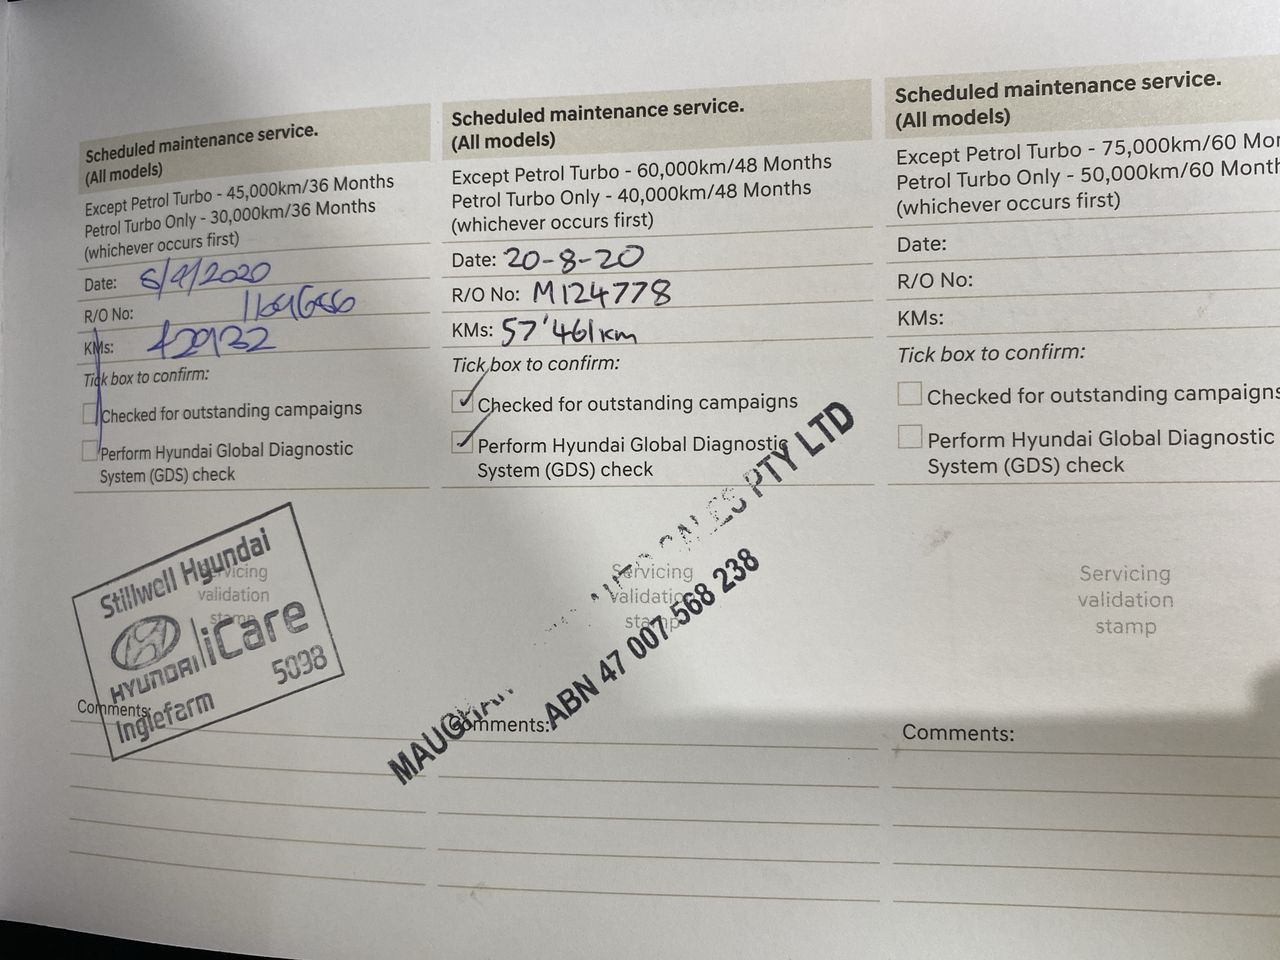 Scheduled maintenance service.
(All models)
Except Petrol Turbo - 45,000km/36 Months
Petrol Turbo Only - 30,000km/36 Months
(whichever occurs first)
Date: 8/4/2020
R/O No:
KMs:
Tick box to confirm:
Checked for outstanding campaigns
Perform Hyundai Global Diagnostic
System (GDS) check
Servicing
validation
stamp
Stillwell Hyundai
HYUNDAI iCare
Inglefarm 5098
Comments:
Scheduled maintenance service.
(All models)
Except Petrol Turbo - 60,000km/48 Months
Petrol Turbo Only - 40,000km/48 Months
(whichever occurs first)
Date: 20-8-20
R/O No: M124778
KMs: 57'461km
Tick box to confirm:
Checked for outstanding campaigns
Perform Hyundai Global Diagnostic
System (GDS) check
Servicing
validation
stamp
SALES PTY LTD
ABN 47 007 568 238
Comments:
Scheduled maintenance service.
(All models)
Except Petrol Turbo - 75,000km/60
Petrol Turbo Only - 50,000km/60
(whichever occurs first)
Date:
R/O No:
KMs:
Tick box to confirm:
Checked for outstanding campaigns
Perform Hyundai Global Diagnostic
System (GDS) check
Servicing
validation
stamp
Comments: